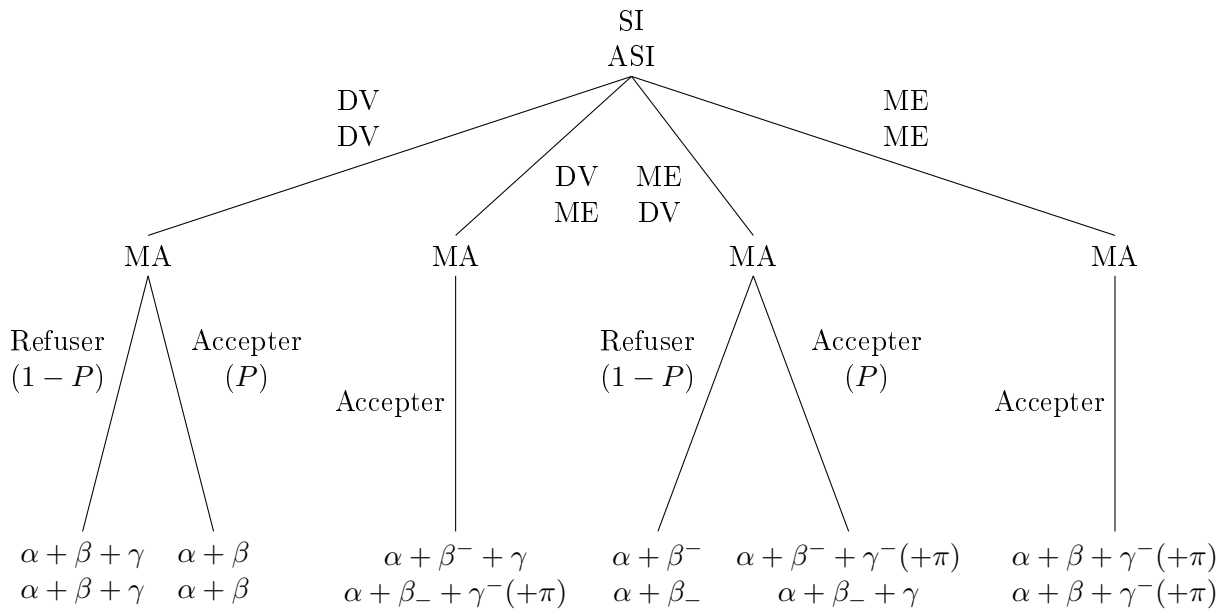 SI
ASI
DV
DV
ME
ME
DV
ME
ME
DV
MA
MA
MA
MA
Refuser
(1 − P)
Accepter
(P)
Accepter
Refuser
(1 − P)
Accepter
(P)
Accepter
α + β + γ
α + β + γ
α + β
α + β
α + β⁻ + γ
α + β₋ + γ⁻(+π)
α + β⁻
α + β₋
α + β⁻ + γ⁻(+π)
α + β₋ + γ
α + β + γ⁻(+π)
α + β + γ⁻(+π)